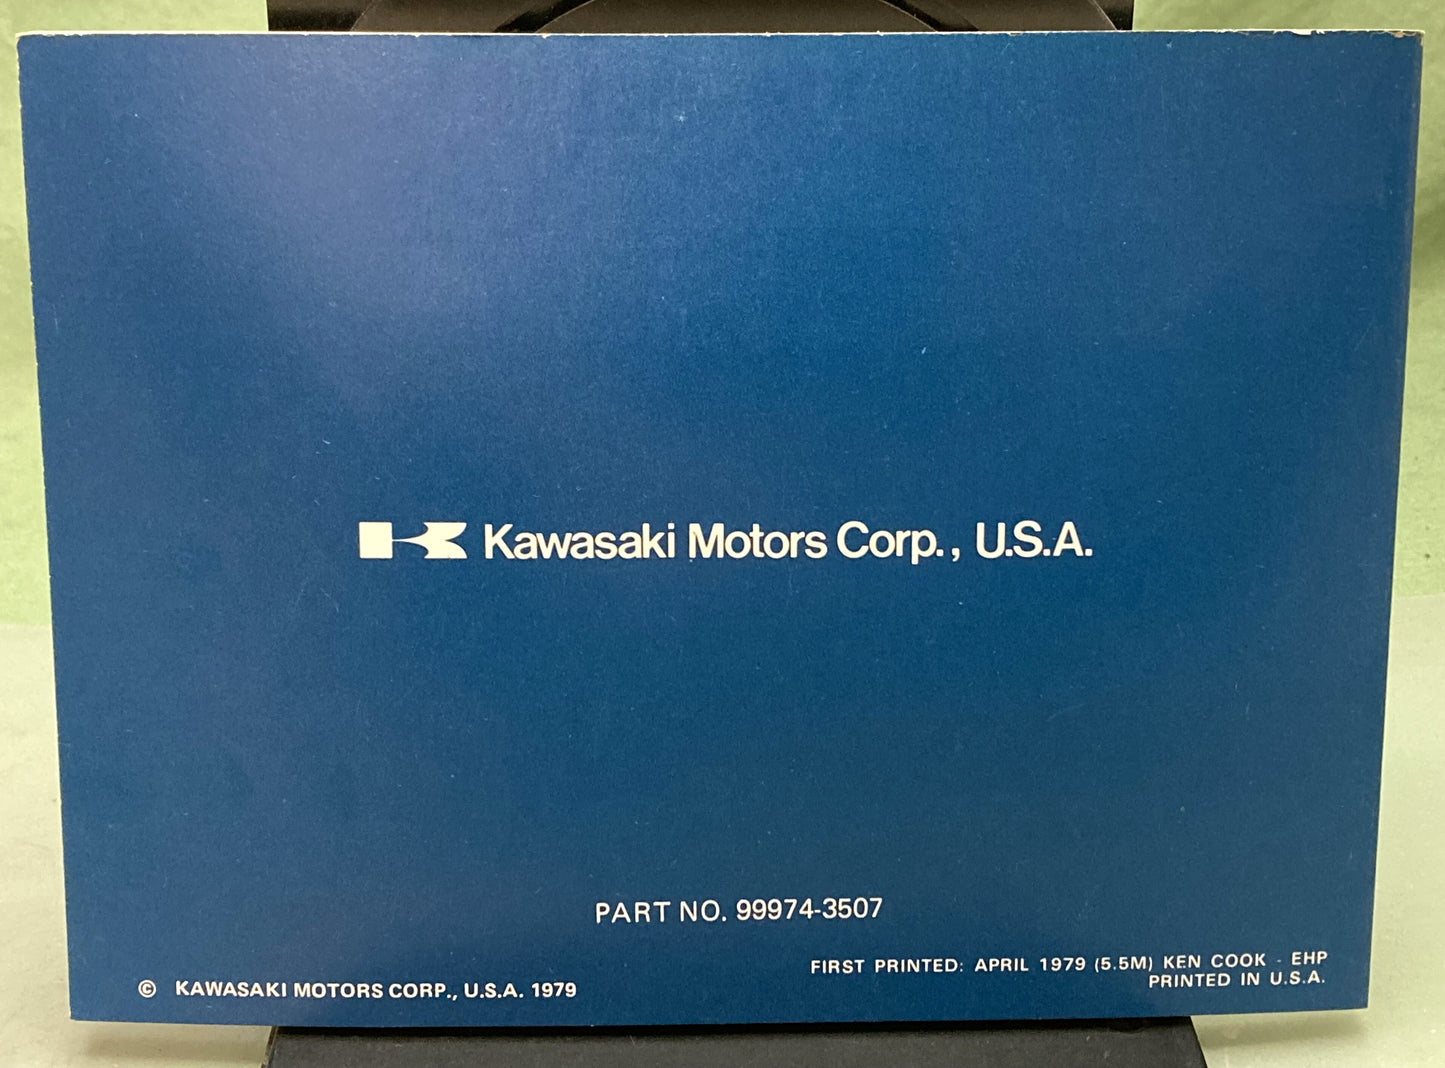 Kawasaki Motors Corp., U.S.A.
PART NO. 99974-3507
FIRST PRINTED: APRIL 1979 (5.5M) KEN COOK - EHP
PRINTED IN U.S.A.
© KAWASAKI MOTORS CORP., U.S.A. 1979